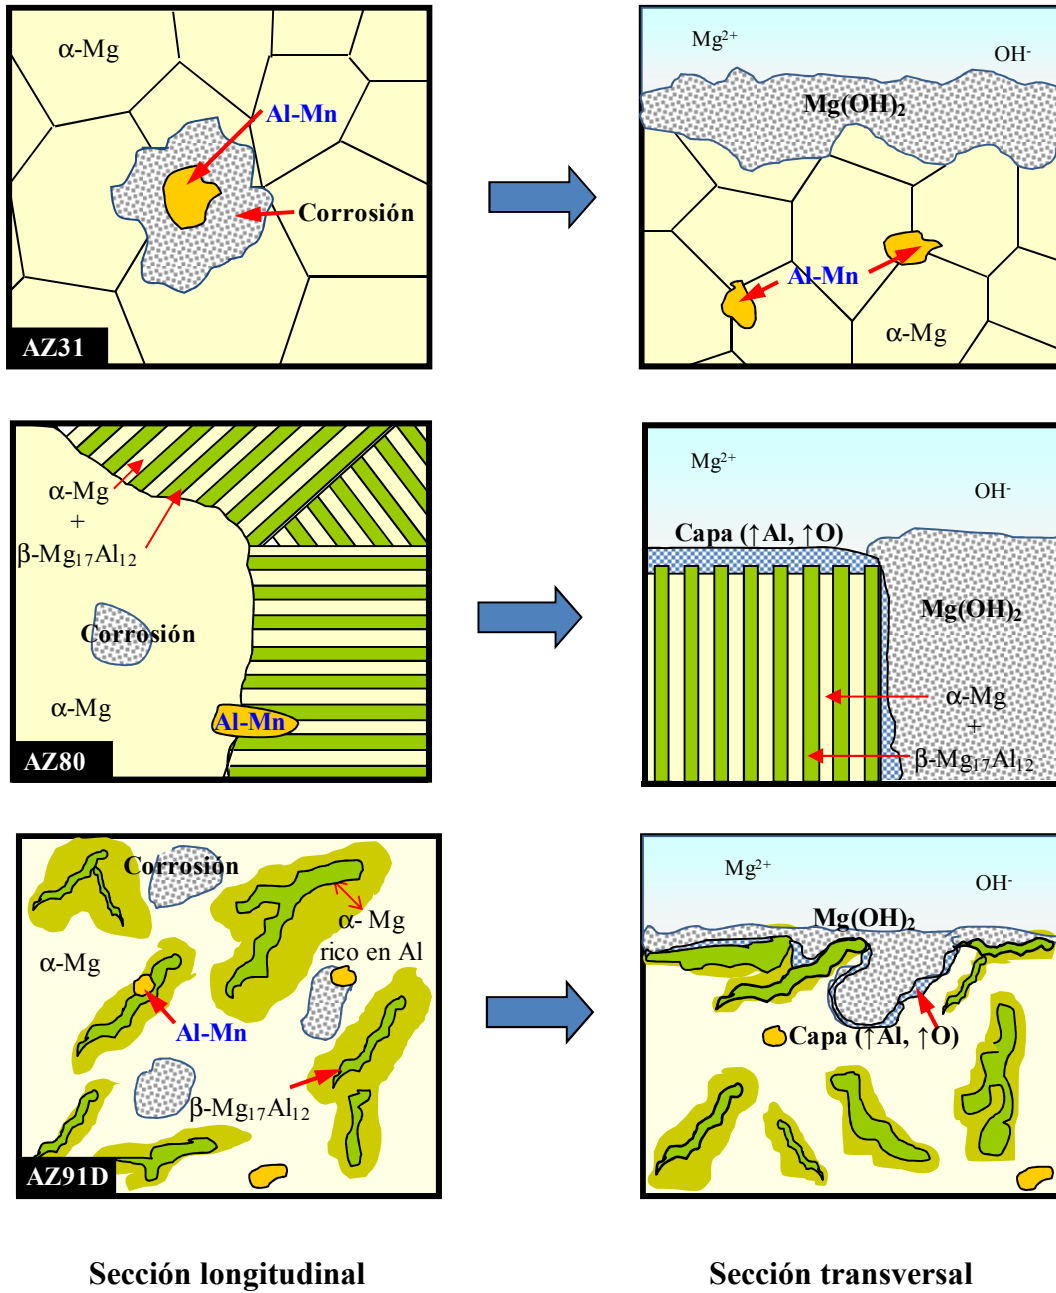 α-Mg
Al-Mn
Corrosión
AZ31
Mg²⁺
OH⁻
Mg(OH)₂
Al-Mn
α-Mg
α-Mg
+
β-Mg₁₇Al₁₂
Corrosión
α-Mg
Al-Mn
AZ80
Mg²⁺
OH⁻
Capa (↑Al, ↑O)
Mg(OH)₂
α-Mg
+
β-Mg₁₇Al₁₂
Corrosión
α- Mg
rico en Al
α-Mg
Al-Mn
β-Mg₁₇Al₁₂
AZ91D
Mg²⁺
OH⁻
Mg(OH)₂
Capa (↑Al, ↑O)
Sección longitudinal
Sección transversal